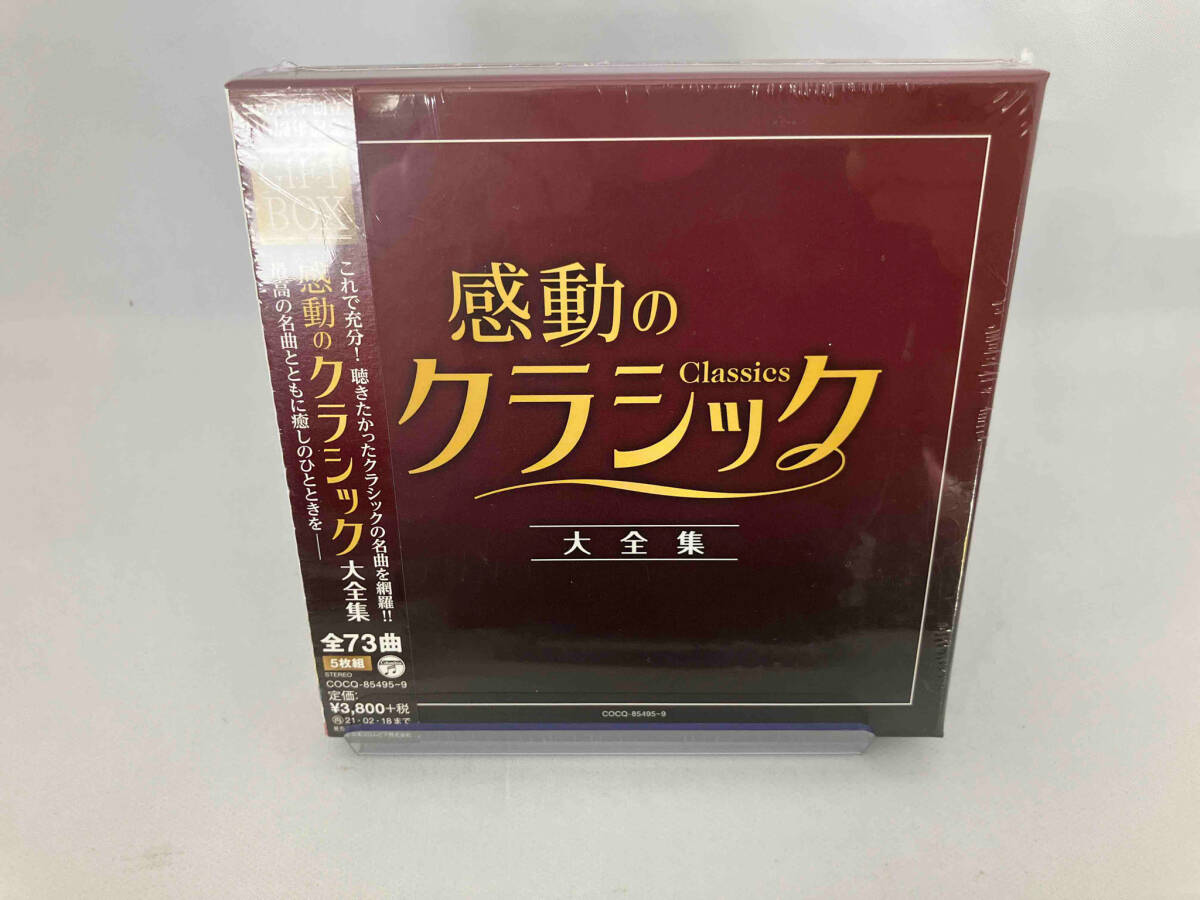 GIFT
BOX
これで充分！ 聴きたかったクラシックの名曲を網羅!!
感動のクラシック 大全集
最高の名曲とともに癒しのひとときを―
全73曲
5枚組
STEREO
COCQ-85495~9
定価:
¥3,800+税
21・02・18まで
感動の
クラシック
Classics
大全集
COCQ-85495~9